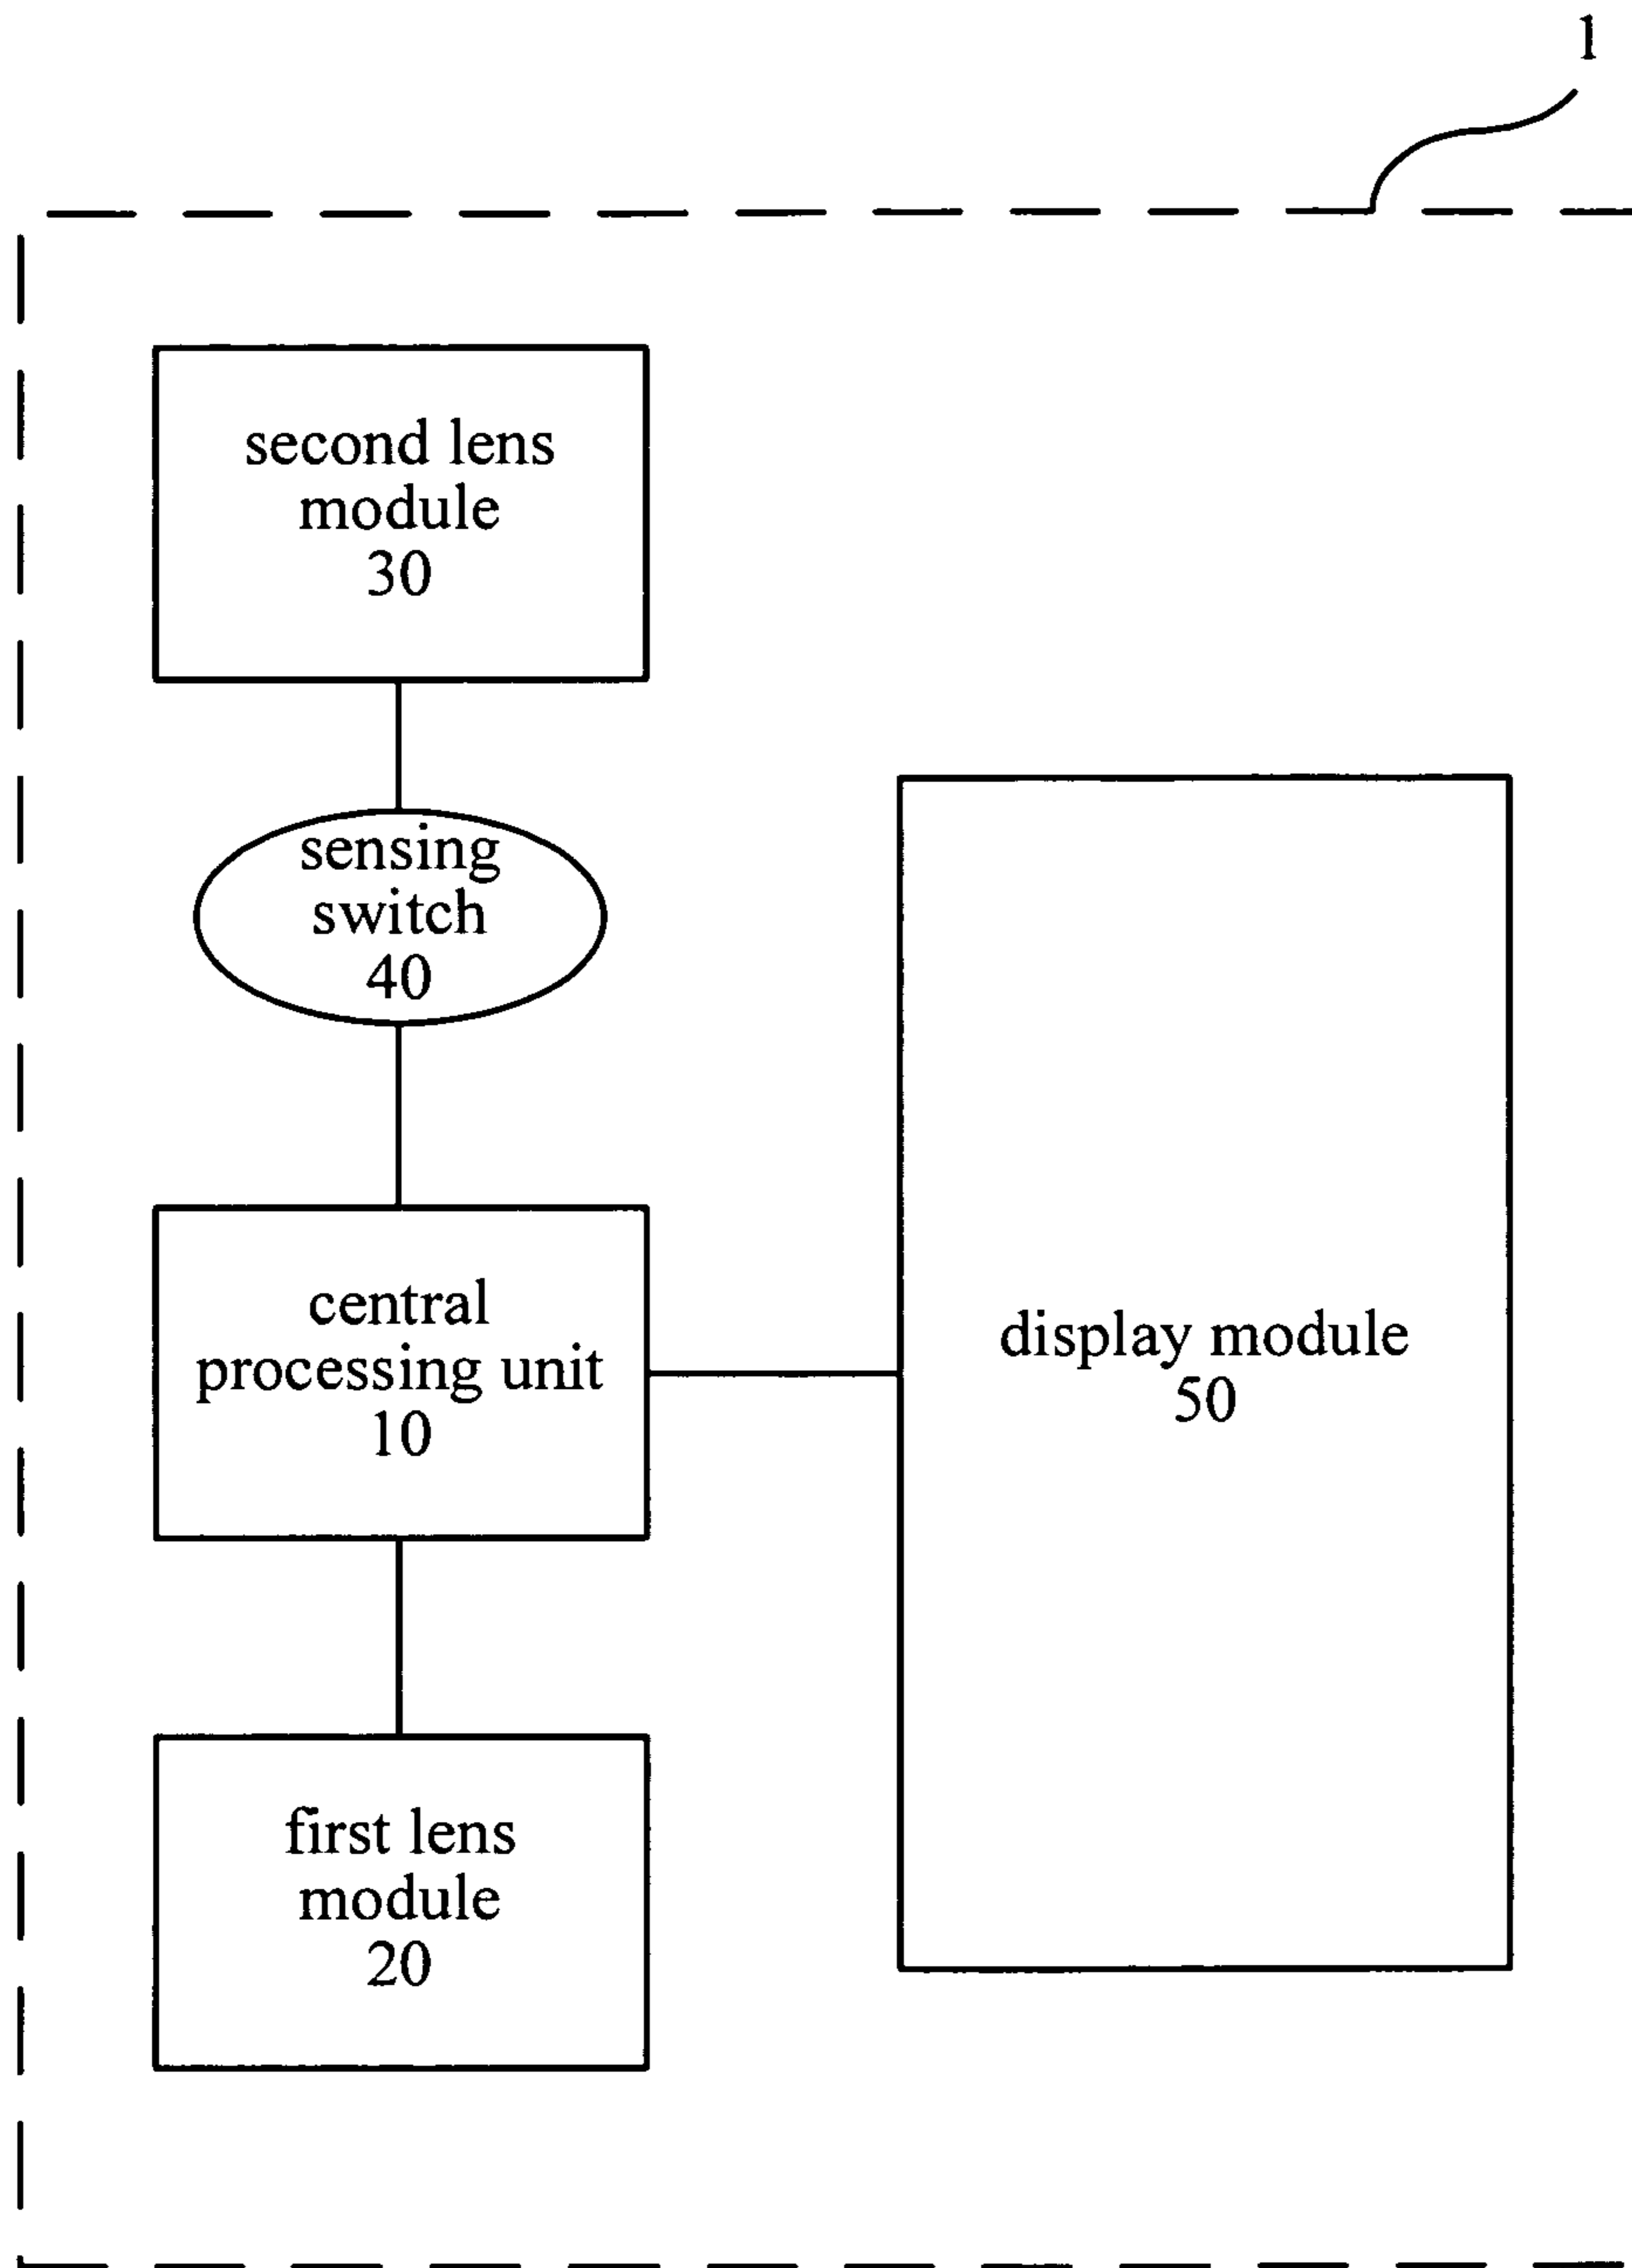 1
second lens
module
30
sensing
switch
40
central
processing unit
10
display module
50
first lens
module
20